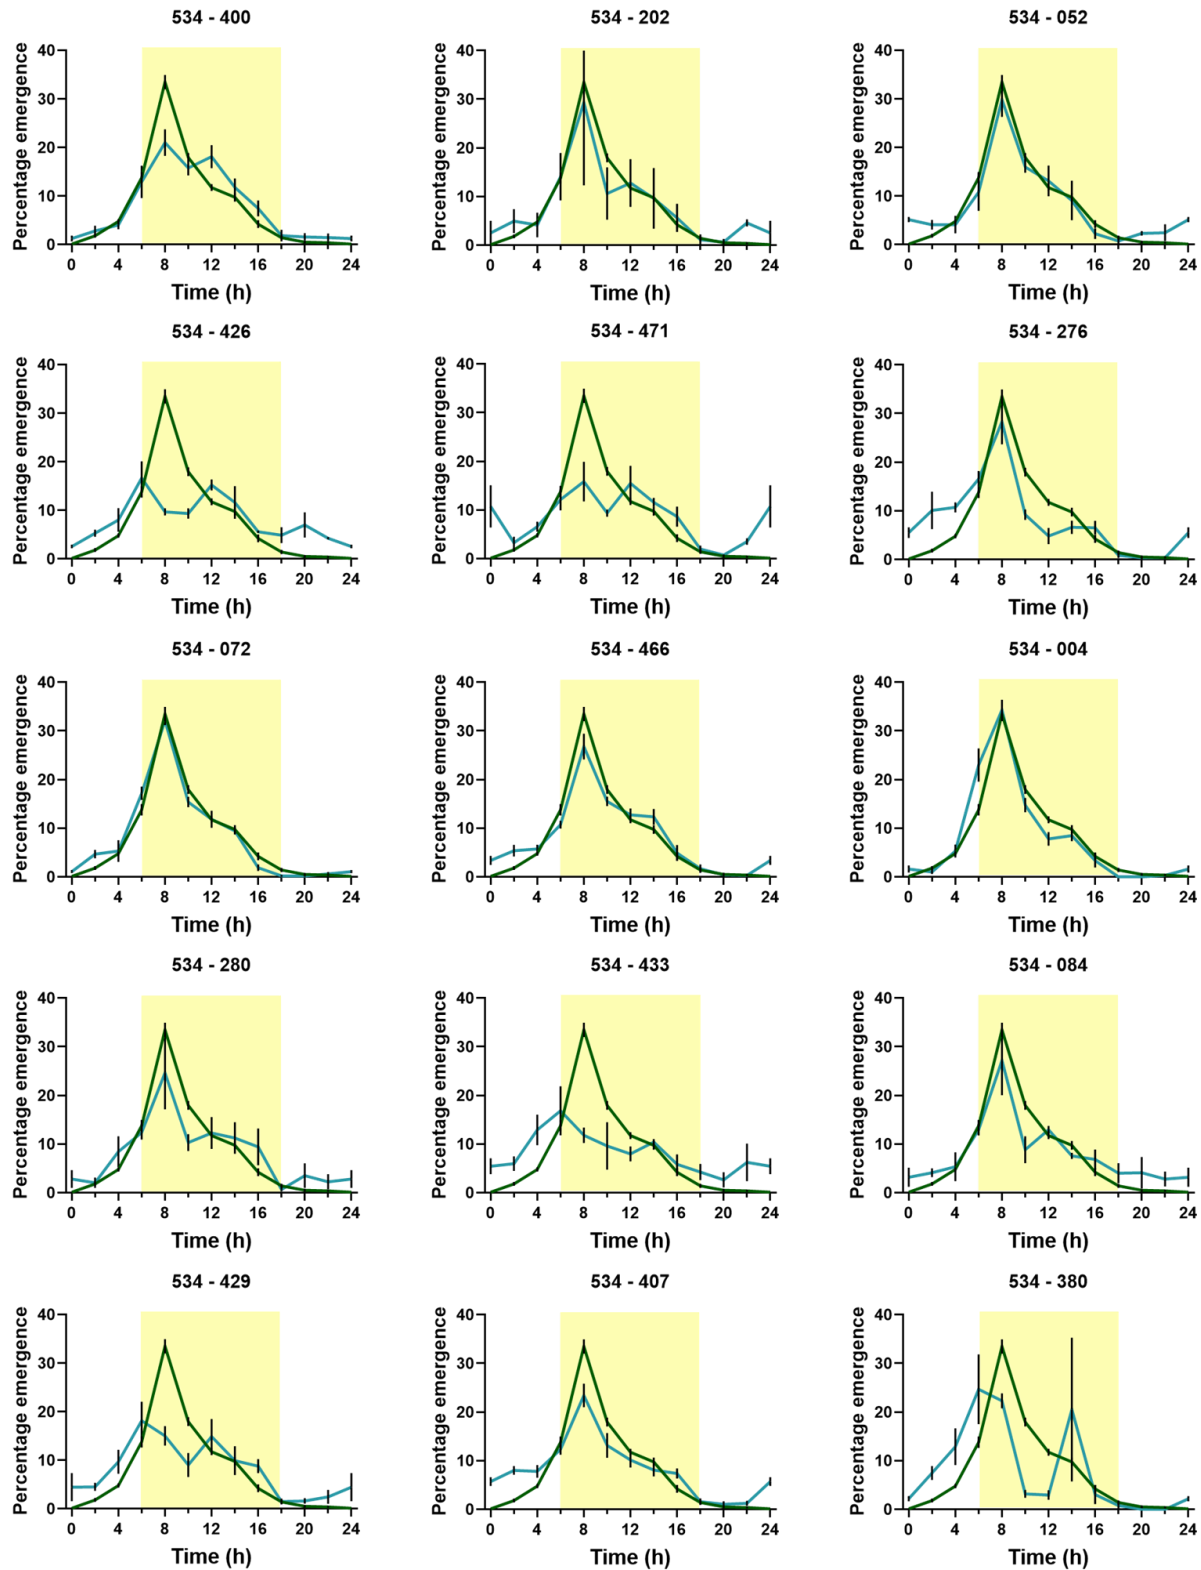 534 - 400
534 - 202
534 - 052
Percentage emergence
40
30
20
10
0
0 4 8 12 16 20 24
Time (h)
Percentage emergence
40
30
20
10
0
0 4 8 12 16 20 24
Time (h)
Percentage emergence
40
30
20
10
0
0 4 8 12 16 20 24
Time (h)
534 - 426
534 - 471
534 - 276
Percentage emergence
40
30
20
10
0
0 4 8 12 16 20 24
Time (h)
Percentage emergence
40
30
20
10
0
0 4 8 12 16 20 24
Time (h)
Percentage emergence
40
30
20
10
0
0 4 8 12 16 20 24
Time (h)
534 - 072
534 - 466
534 - 004
Percentage emergence
40
30
20
10
0
0 4 8 12 16 20 24
Time (h)
Percentage emergence
40
30
20
10
0
0 4 8 12 16 20 24
Time (h)
Percentage emergence
40
30
20
10
0
0 4 8 12 16 20 24
Time (h)
534 - 280
534 - 433
534 - 084
Percentage emergence
40
30
20
10
0
0 4 8 12 16 20 24
Time (h)
Percentage emergence
40
30
20
10
0
0 4 8 12 16 20 24
Time (h)
Percentage emergence
40
30
20
10
0
0 4 8 12 16 20 24
Time (h)
534 - 429
534 - 407
534 - 380
Percentage emergence
40
30
20
10
0
0 4 8 12 16 20 24
Time (h)
Percentage emergence
40
30
20
10
0
0 4 8 12 16 20 24
Time (h)
Percentage emergence
40
30
20
10
0
0 4 8 12 16 20 24
Time (h)